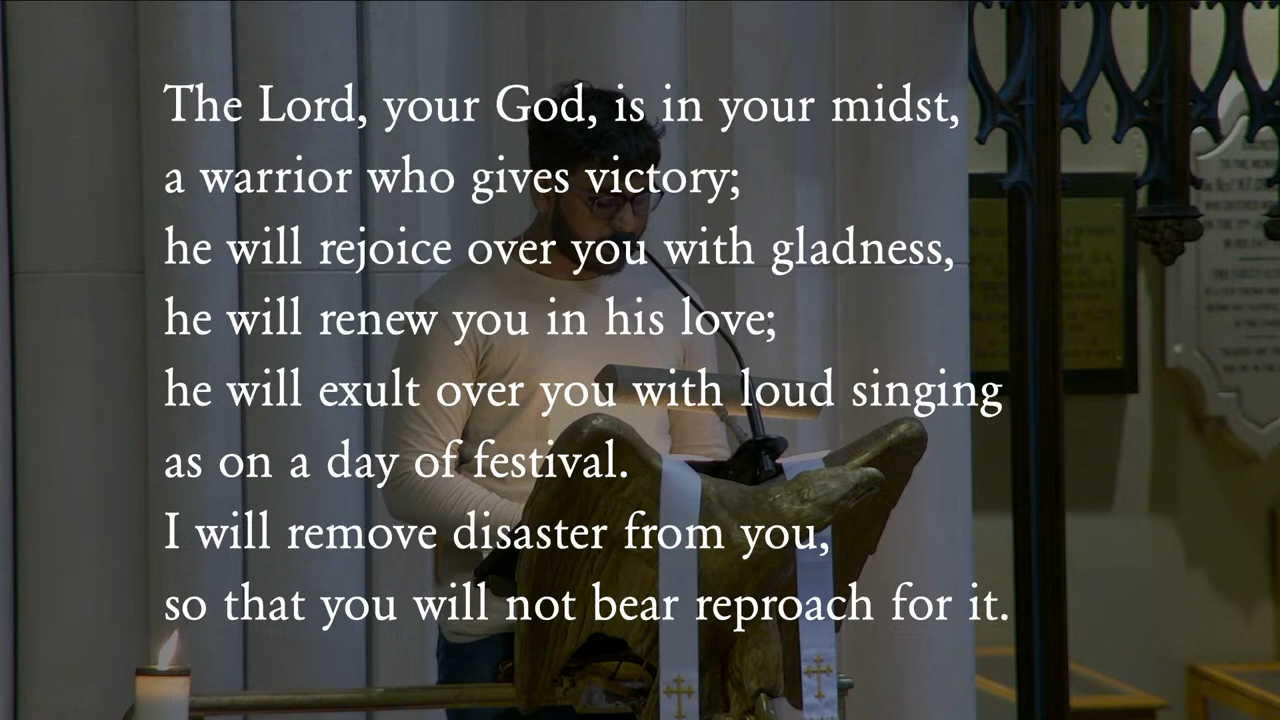 The Lord, your God, is in your midst,
a warrior who gives victory;
he will rejoice over you with gladness,
he will renew you in his love;
he will exult over you with loud singing
as on a day of festival.
I will remove disaster from you,
so that you will not bear reproach for it.